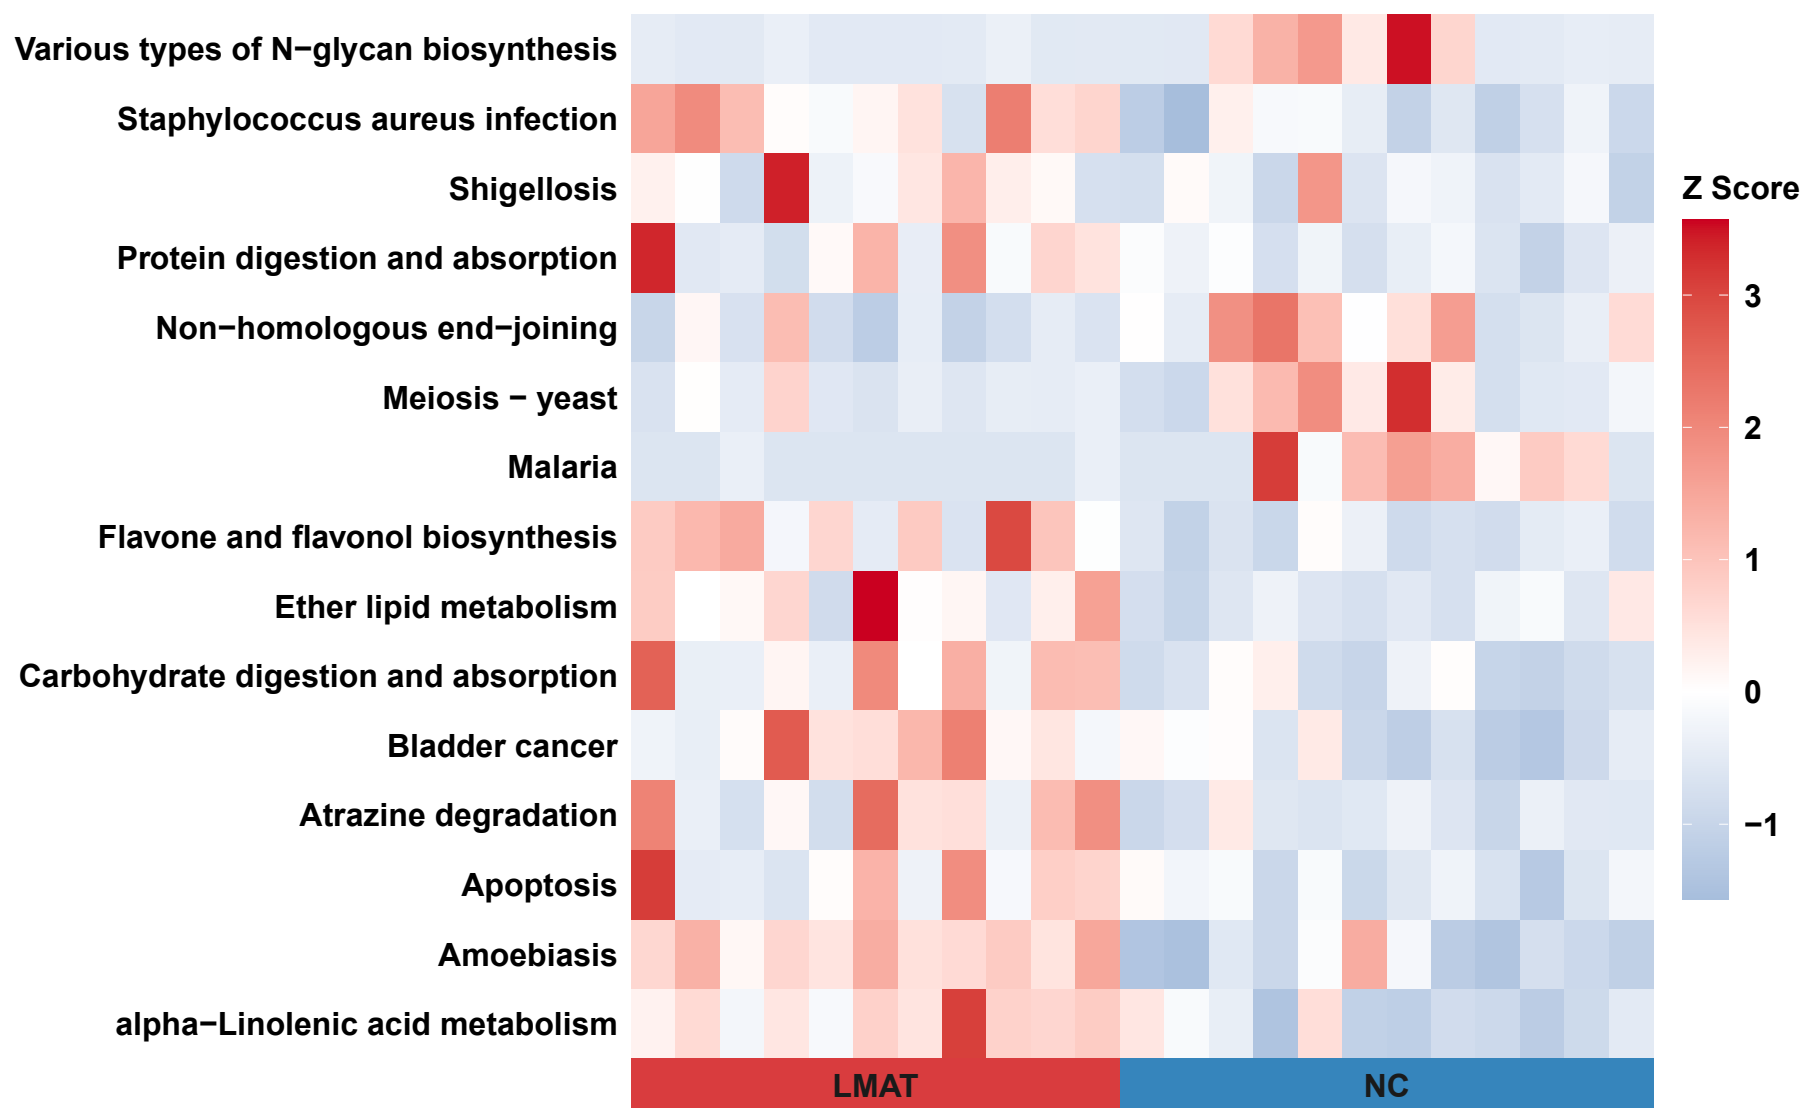 Various types of N−glycan biosynthesis
Staphylococcus aureus infection
Shigellosis
Protein digestion and absorption
Non−homologous end−joining
Meiosis − yeast
Malaria
Flavone and flavonol biosynthesis
Ether lipid metabolism
Carbohydrate digestion and absorption
Bladder cancer
Atrazine degradation
Apoptosis
Amoebiasis
alpha−Linolenic acid metabolism
LMAT
NC
Z Score
3
2
1
0
−1